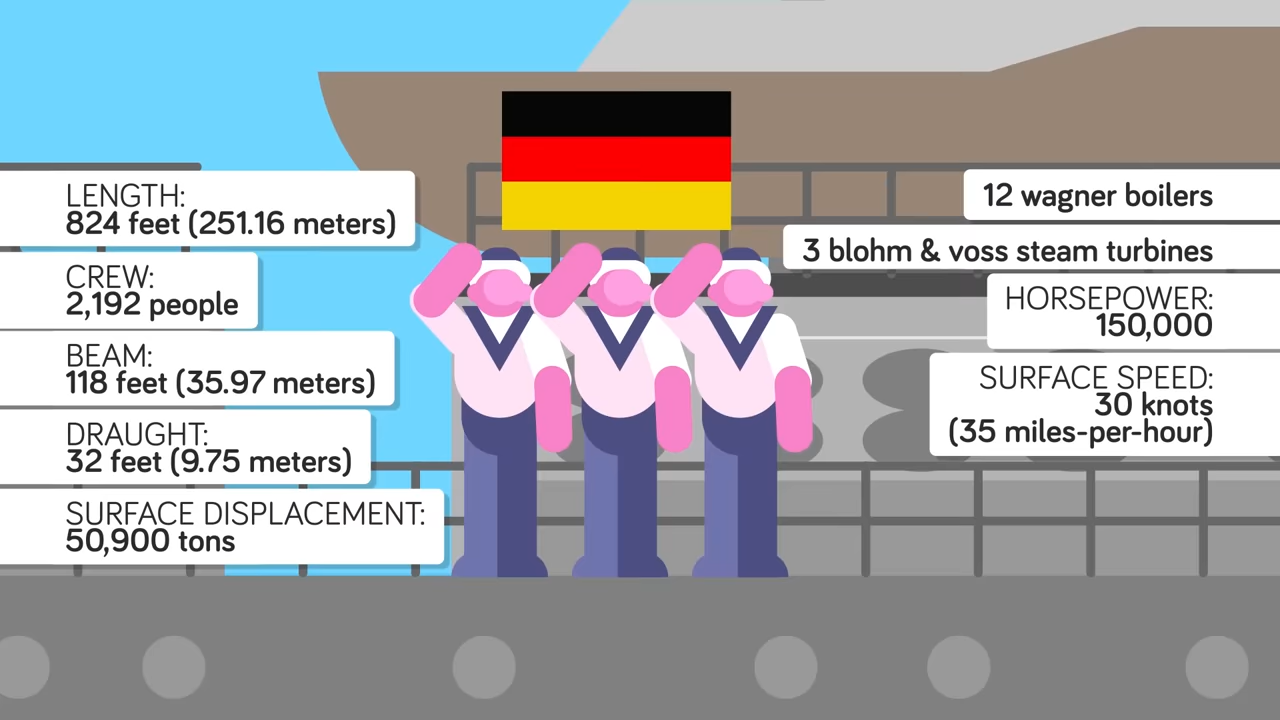 LENGTH:
824 feet (251.16 meters)
CREW:
2,192 people
BEAM:
118 feet (35.97 meters)
DRAUGHT:
32 feet (9.75 meters)
SURFACE DISPLACEMENT:
50,900 tons
12 wagner boilers
3 blohm & voss steam turbines
HORSEPOWER:
150,000
SURFACE SPEED:
30 knots
(35 miles-per-hour)